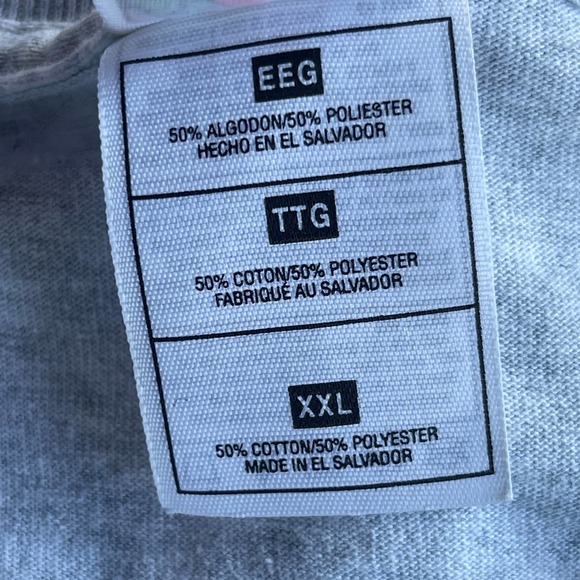 EEG
50% ALGODON/50% POLIESTER
HECHO EN EL SALVADOR
TTG
50% COTON/50% POLYESTER
FABRIQUÉ AU SALVADOR
XXL
50% COTTON/50% POLYESTER
MADE IN EL SALVADOR